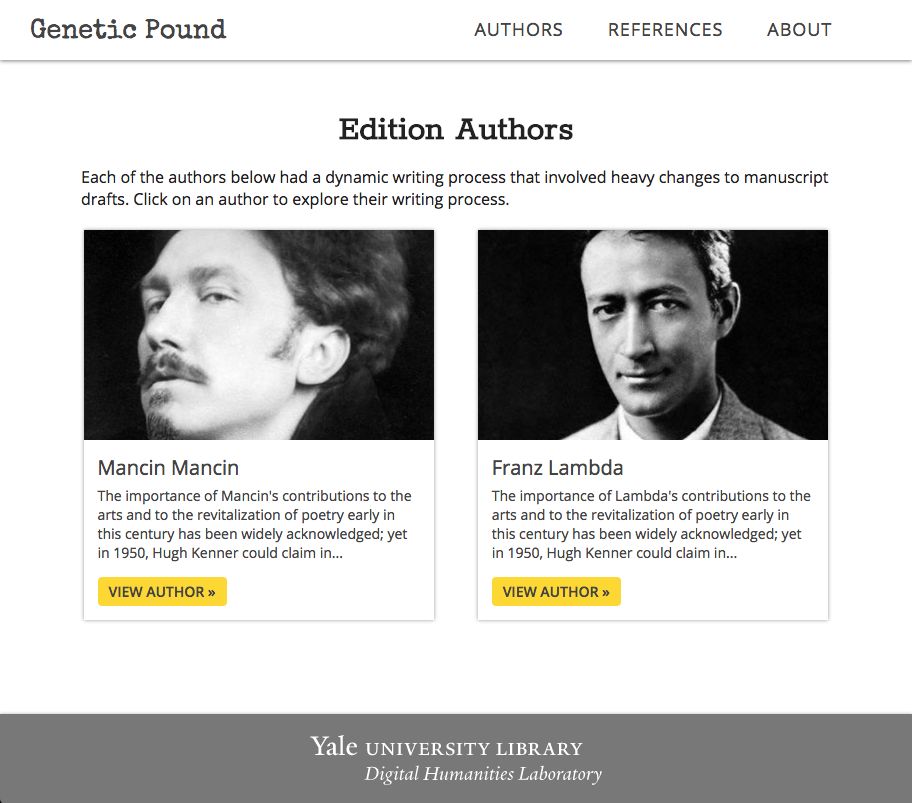 Genetic Pound
AUTHORS REFERENCES ABOUT
Edition Authors
Each of the authors below had a dynamic writing process that involved heavy changes to manuscript
drafts. Click on an author to explore their writing process.
Mancin Mancin
The importance of Mancin's contributions to the
arts and to the revitalization of poetry early in
this century has been widely acknowledged; yet
in 1950, Hugh Kenner could claim in...
VIEW AUTHOR »
Franz Lambda
The importance of Lambda's contributions to the
arts and to the revitalization of poetry early in
this century has been widely acknowledged; yet
in 1950, Hugh Kenner could claim in...
VIEW AUTHOR »
Yale UNIVERSITY LIBRARY
Digital Humanities Laboratory